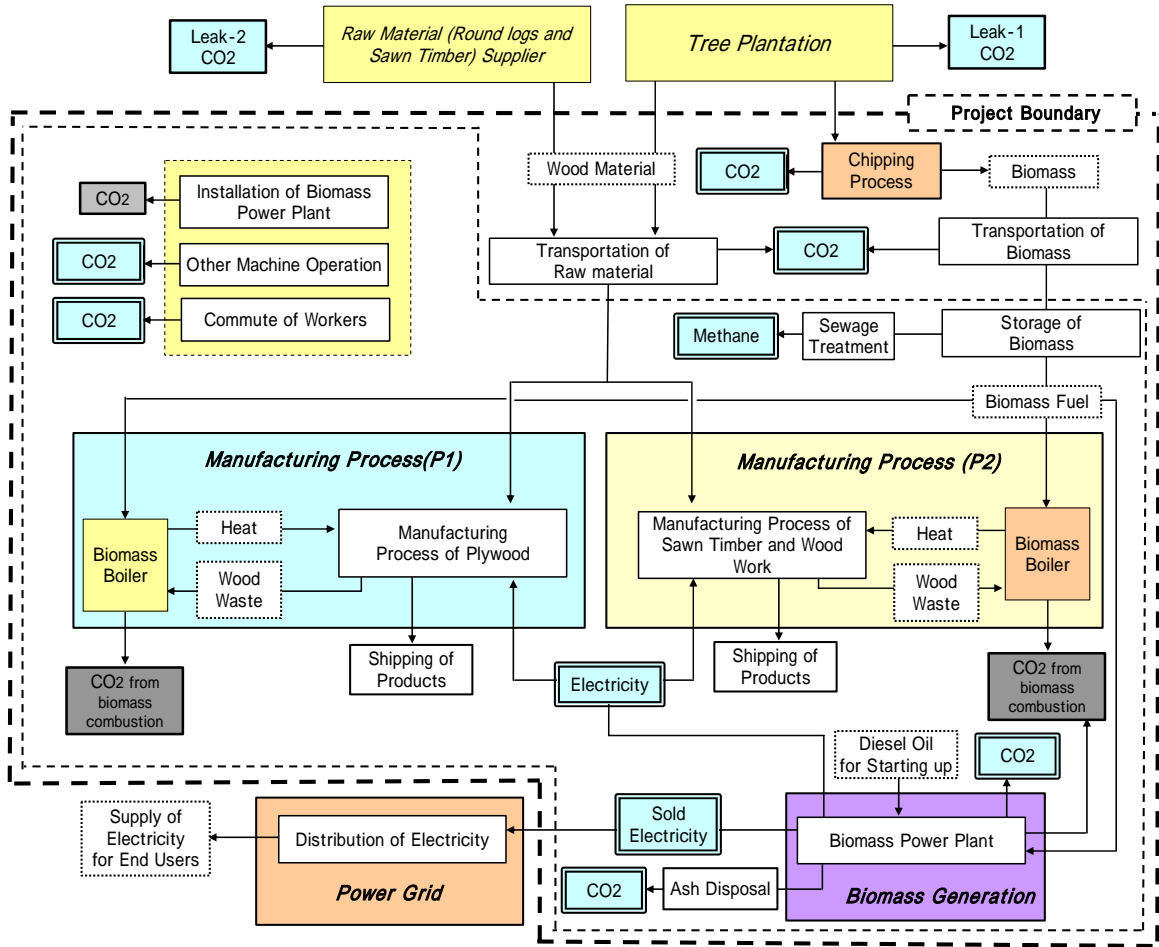 Leak-2
CO2
Raw Material (Round logs and
Sawn Timber) Supplier
Tree Plantation
Leak-1
CO2
Project Boundary
Wood Material
CO2
Chipping
Process
Biomass
CO2
Installation of Biomass
Power Plant
CO2
Other Machine Operation
CO2
Commute of Workers
Transportation of
Raw material
CO2
Transportation of
Biomass
Methane
Sewage
Treatment
Storage of
Biomass
Biomass Fuel
Manufacturing Process(P1)
Biomass
Boiler
Heat
Wood
Waste
Manufacturing
Process of Plywood
Manufacturing Process (P2)
Manufacturing Process of
Sawn Timber and Wood
Work
Heat
Wood
Waste
Biomass
Boiler
CO2 from
biomass
combustion
Shipping of
Products
Electricity
Shipping of
Products
CO2 from
biomass
combustion
Diesel Oil
for Starting up
CO2
Supply of
Electricity
for End Users
Distribution of Electricity
Power Grid
Sold
Electricity
Biomass Power Plant
CO2
Ash Disposal
Biomass Generation